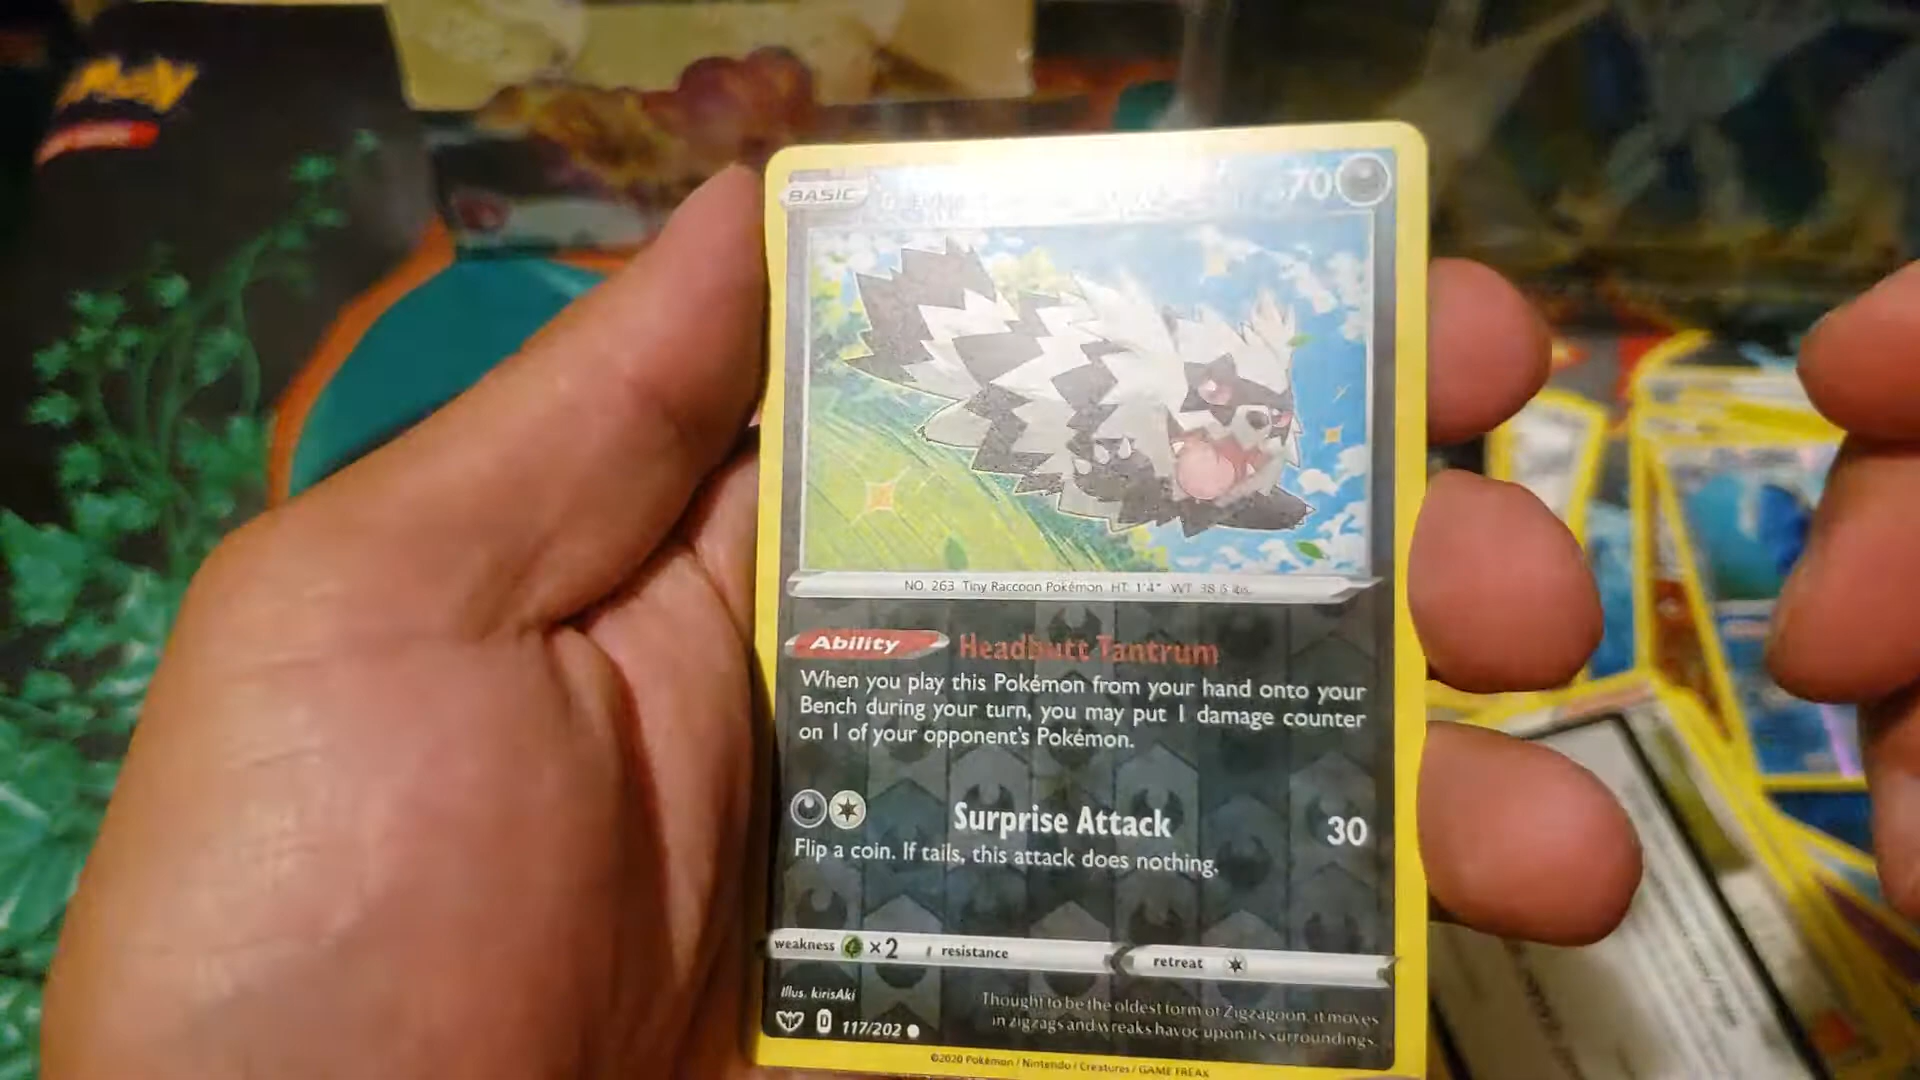 BASIC
70
NO. 263 Tiny Raccoon Pokémon HT: 1'4" WT: 38.6 lbs.
Ability Headbutt Tantrum
When you play this Pokémon from your hand onto your
Bench during your turn, you may put 1 damage counter
on 1 of your opponent's Pokémon.
Surprise Attack 30
Flip a coin. If tails, this attack does nothing.
weakness ×2 resistance retreat
Illus. kirisAki
Thought to be the oldest form of Zigzagoon, it moves
in zigzags and wreaks havoc upon its surroundings.
D 117/202
©2020 Pokémon / Nintendo / Creatures / GAME FREAK